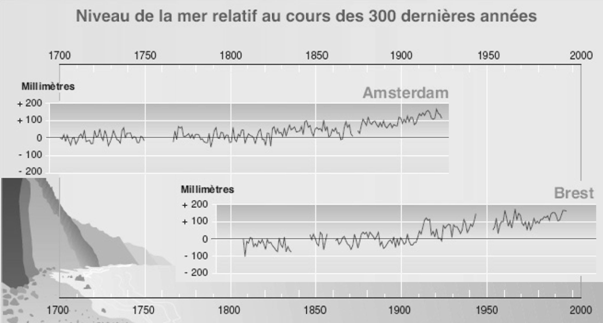 Niveau de la mer relatif au cours des 300 dernières années
1700 1750 1800 1850 1900 1950 2000
Millimètres
Amsterdam
+ 200
+ 100
0
- 100
- 200
Millimètres
Brest
+ 200
+ 100
0
- 100
- 200
1700 1750 1800 1850 1900 1950 2000